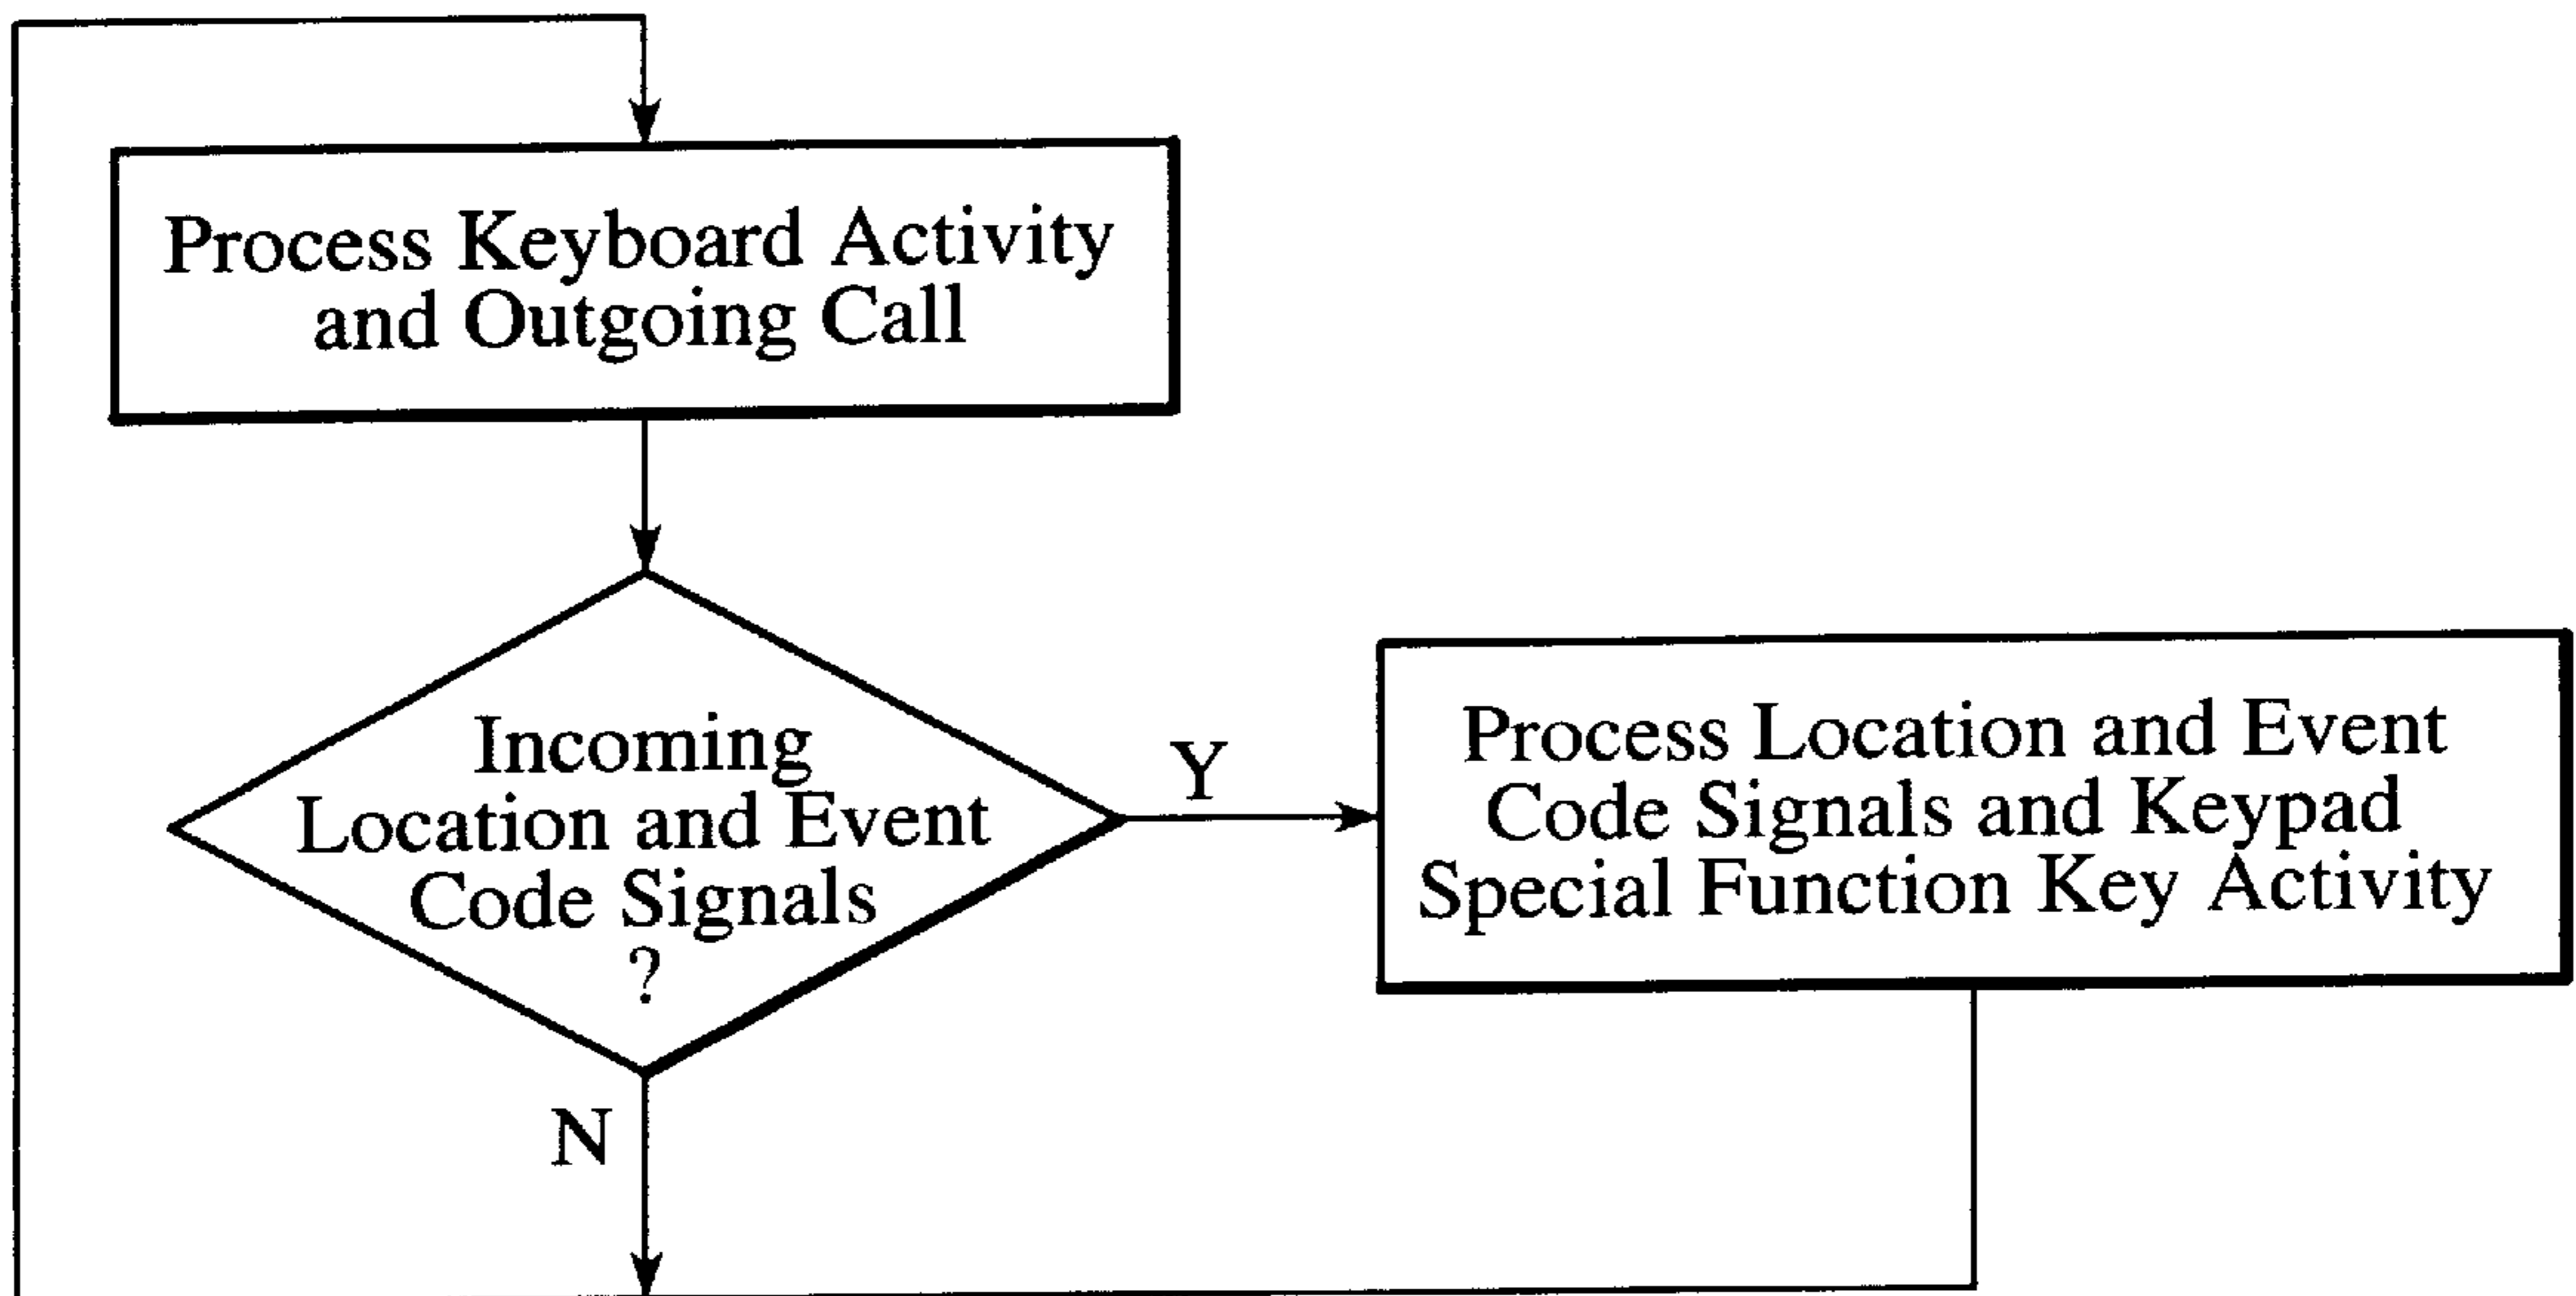 Process Keyboard Activity
and Outgoing Call
Incoming
Location and Event
Code Signals
?
Y
Process Location and Event
Code Signals and Keypad
Special Function Key Activity
N